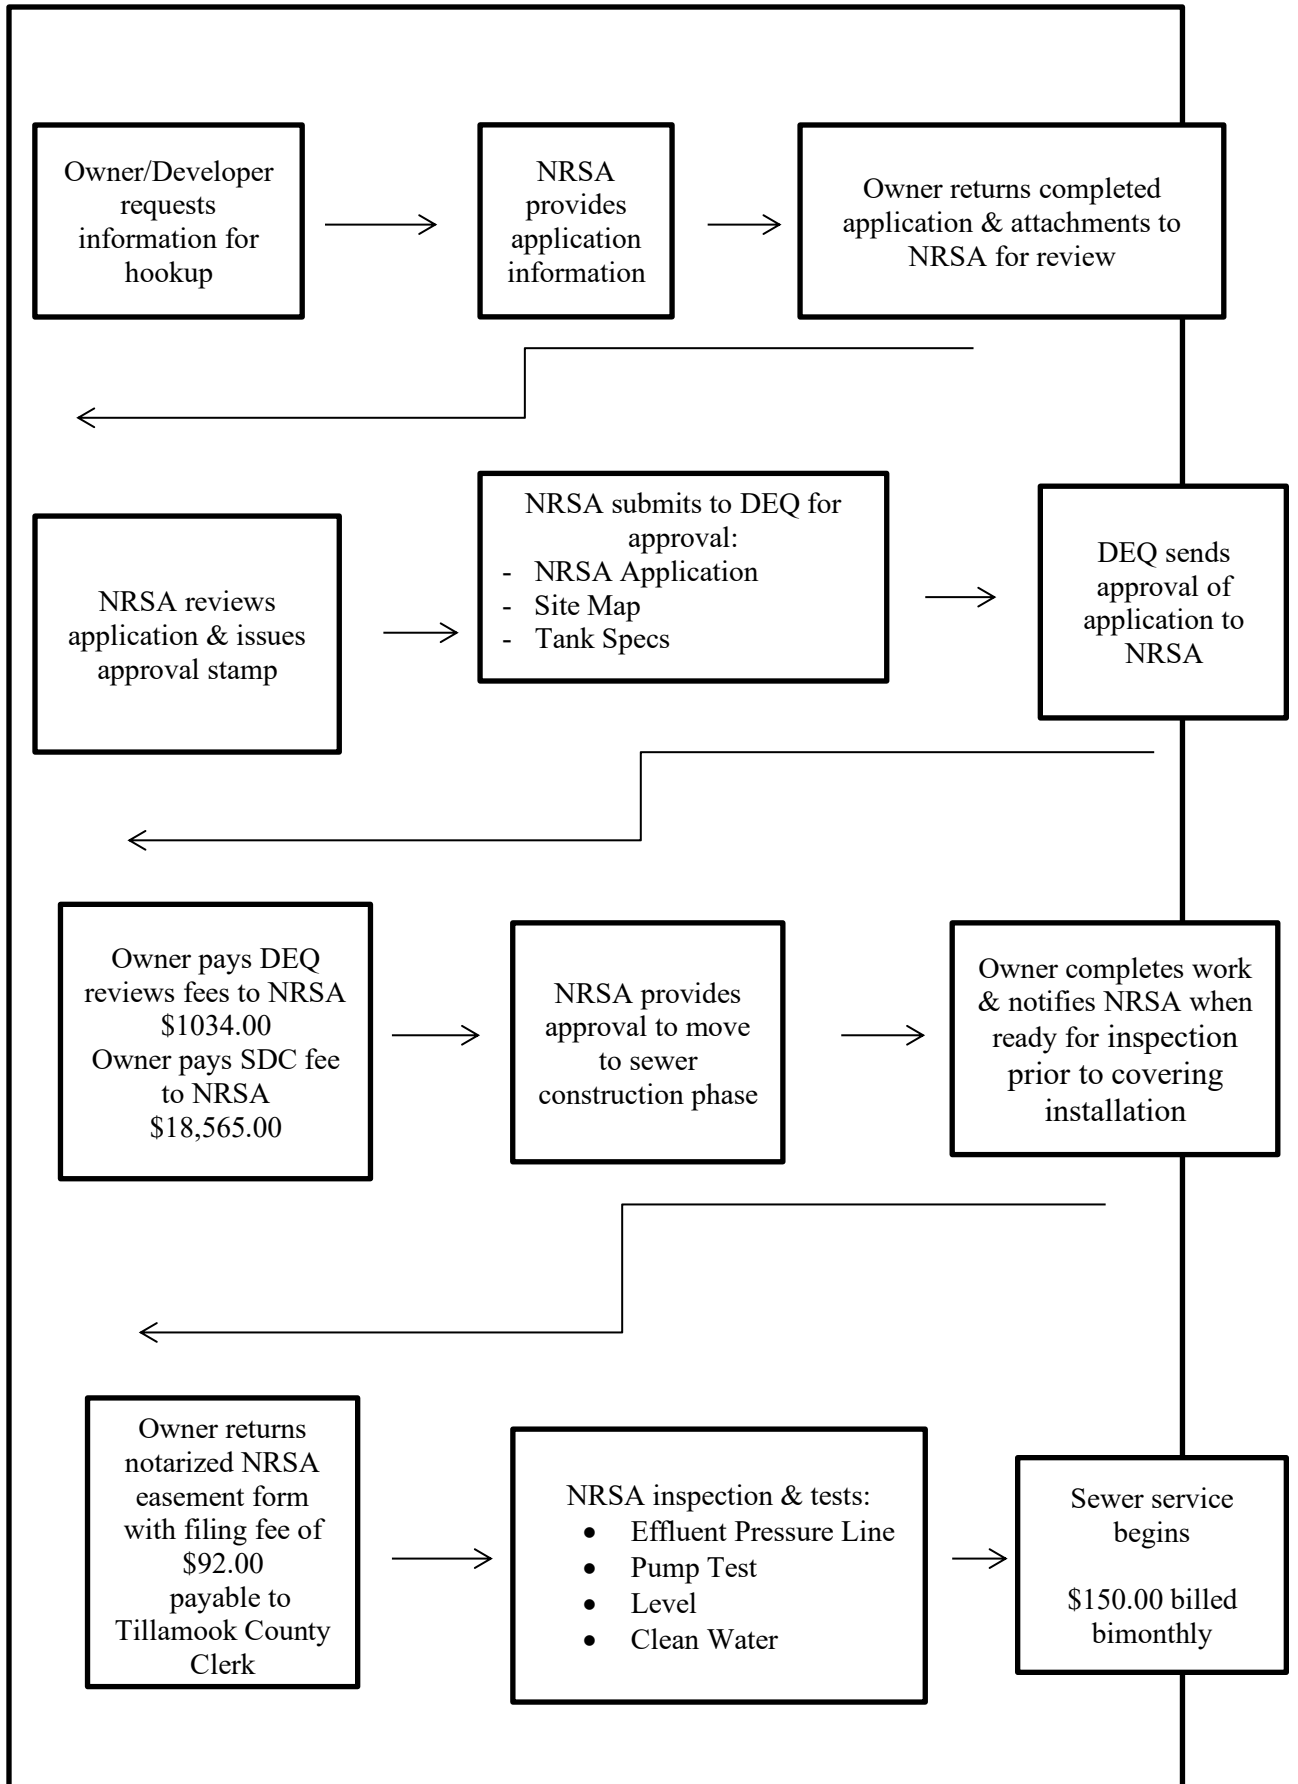 Owner/Developer
requests
information for
hookup
NRSA
provides
application
information
Owner returns completed
application & attachments to
NRSA for review
NRSA reviews
application & issues
approval stamp
NRSA submits to DEQ for
approval:
- NRSA Application
- Site Map
- Tank Specs
DEQ sends
approval of
application to
NRSA
Owner pays DEQ
reviews fees to NRSA
$1034.00
Owner pays SDC fee
to NRSA
$18,565.00
NRSA provides
approval to move
to sewer
construction phase
Owner completes work
& notifies NRSA when
ready for inspection
prior to covering
installation
Owner returns
notarized NRSA
easement form
with filing fee of
$92.00
payable to
Tillamook County
Clerk
NRSA inspection & tests:
• Effluent Pressure Line
• Pump Test
• Level
• Clean Water
Sewer service
begins
$150.00 billed
bimonthly